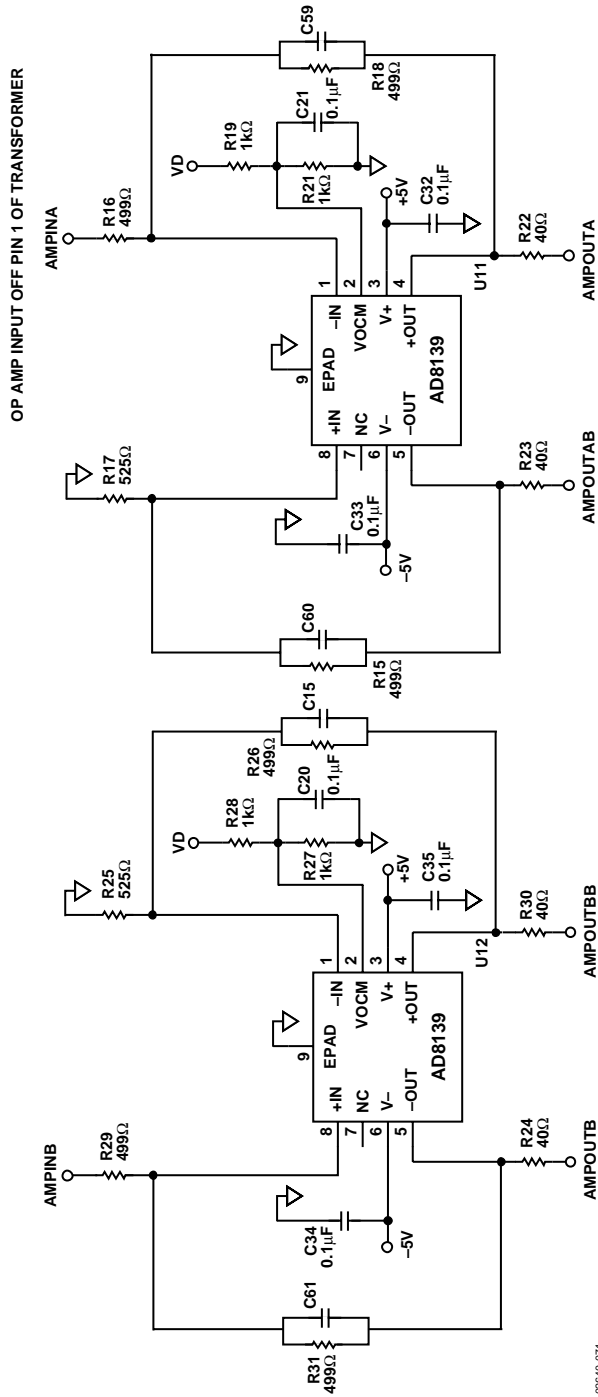 OP AMP INPUT OFF PIN 1 OF TRANSFORMER
AMPINA
R16
499Ω
R17
525Ω
VD
R19
1kΩ
R21
1kΩ
C21
0.1µF
C59
R18
499Ω
9
EPAD
8
+IN
7
NC
6
V–
5
–OUT
1
–IN
2
VOCM
3
V+
4
+OUT
AD8139
U11
C33
0.1µF
–5V
+5V
C32
0.1µF
C60
R15
499Ω
R23
40Ω
AMPOUTAB
R22
40Ω
AMPOUTA
AMPINB
R29
499Ω
R25
525Ω
VD
R28
1kΩ
R27
1kΩ
C20
0.1µF
R26
499Ω
C15
9
EPAD
8
+IN
7
NC
6
V–
5
–OUT
1
–IN
2
VOCM
3
V+
4
+OUT
AD8139
U12
C34
0.1µF
–5V
+5V
C35
0.1µF
C61
R31
499Ω
R24
40Ω
AMPOUTB
R30
40Ω
AMPOUTBB